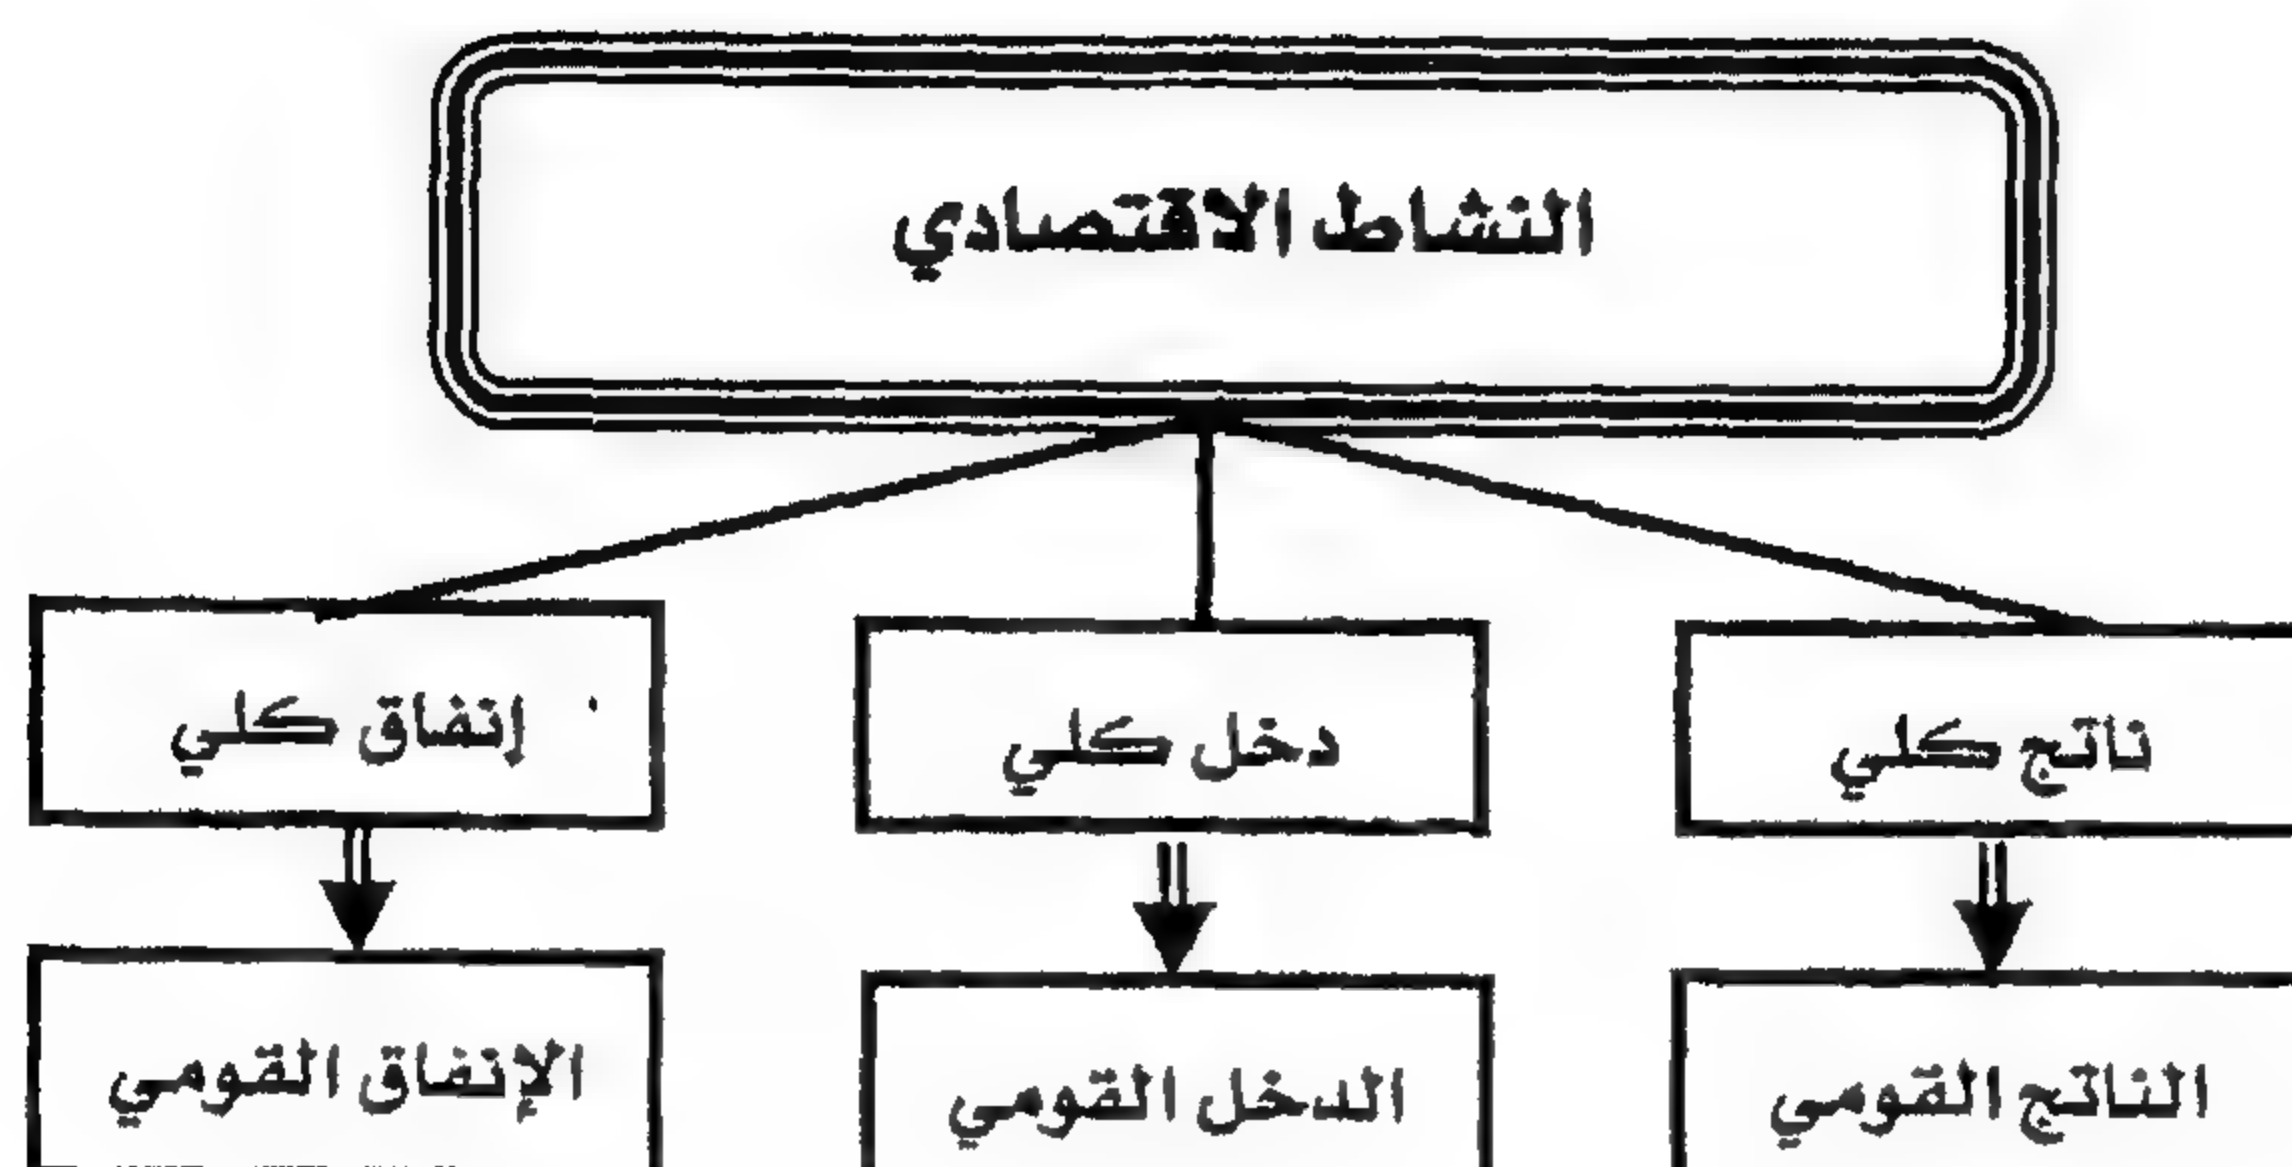 النشاط الاقتصادي
ناتج كلي
دخل كلي
إنفاق كلي
الناتج القومي
الدخل القومي
الإنفاق القومي